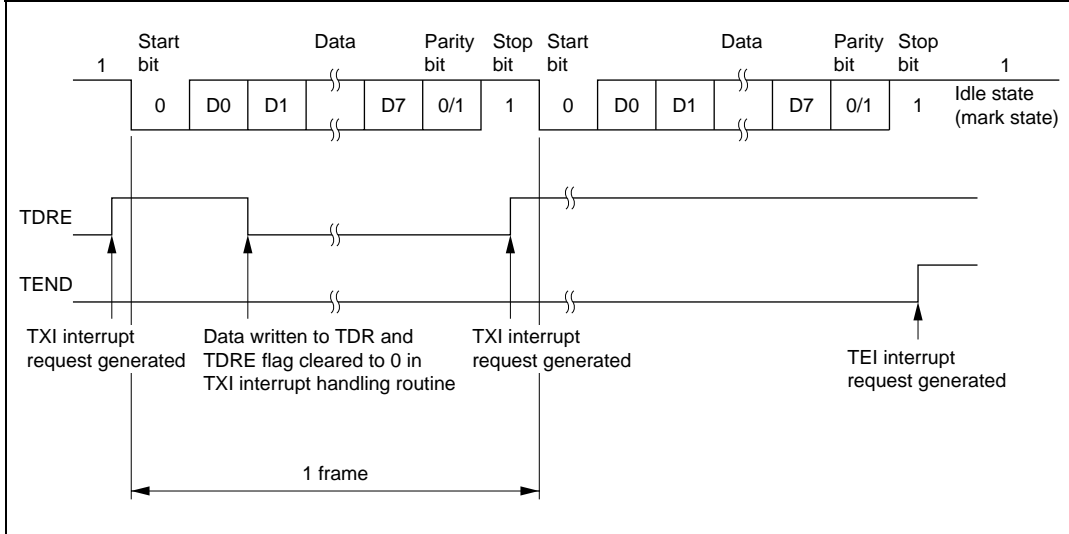 Start bit Data Parity bit Stop bit Start bit Data Parity bit Stop bit
1 0 D0 D1 D7 0/1 1 0 D0 D1 D7 0/1 1 1
Idle state
(mark state)
TDRE
TEND
TXI interrupt
request generated
Data written to TDR and
TDRE flag cleared to 0 in
TXI interrupt handling routine
TXI interrupt
request generated
TEI interrupt
request generated
1 frame